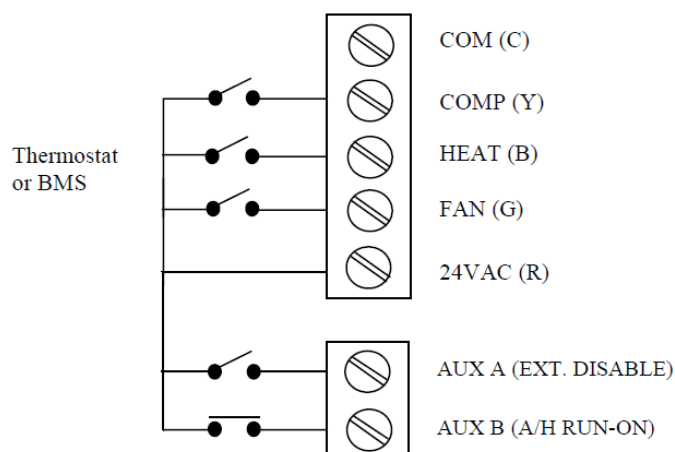 COM (C)
COMP (Y)
Thermostat
or BMS
HEAT (B)
FAN (G)
24VAC (R)
AUX A (EXT. DISABLE)
AUX B (A/H RUN-ON)